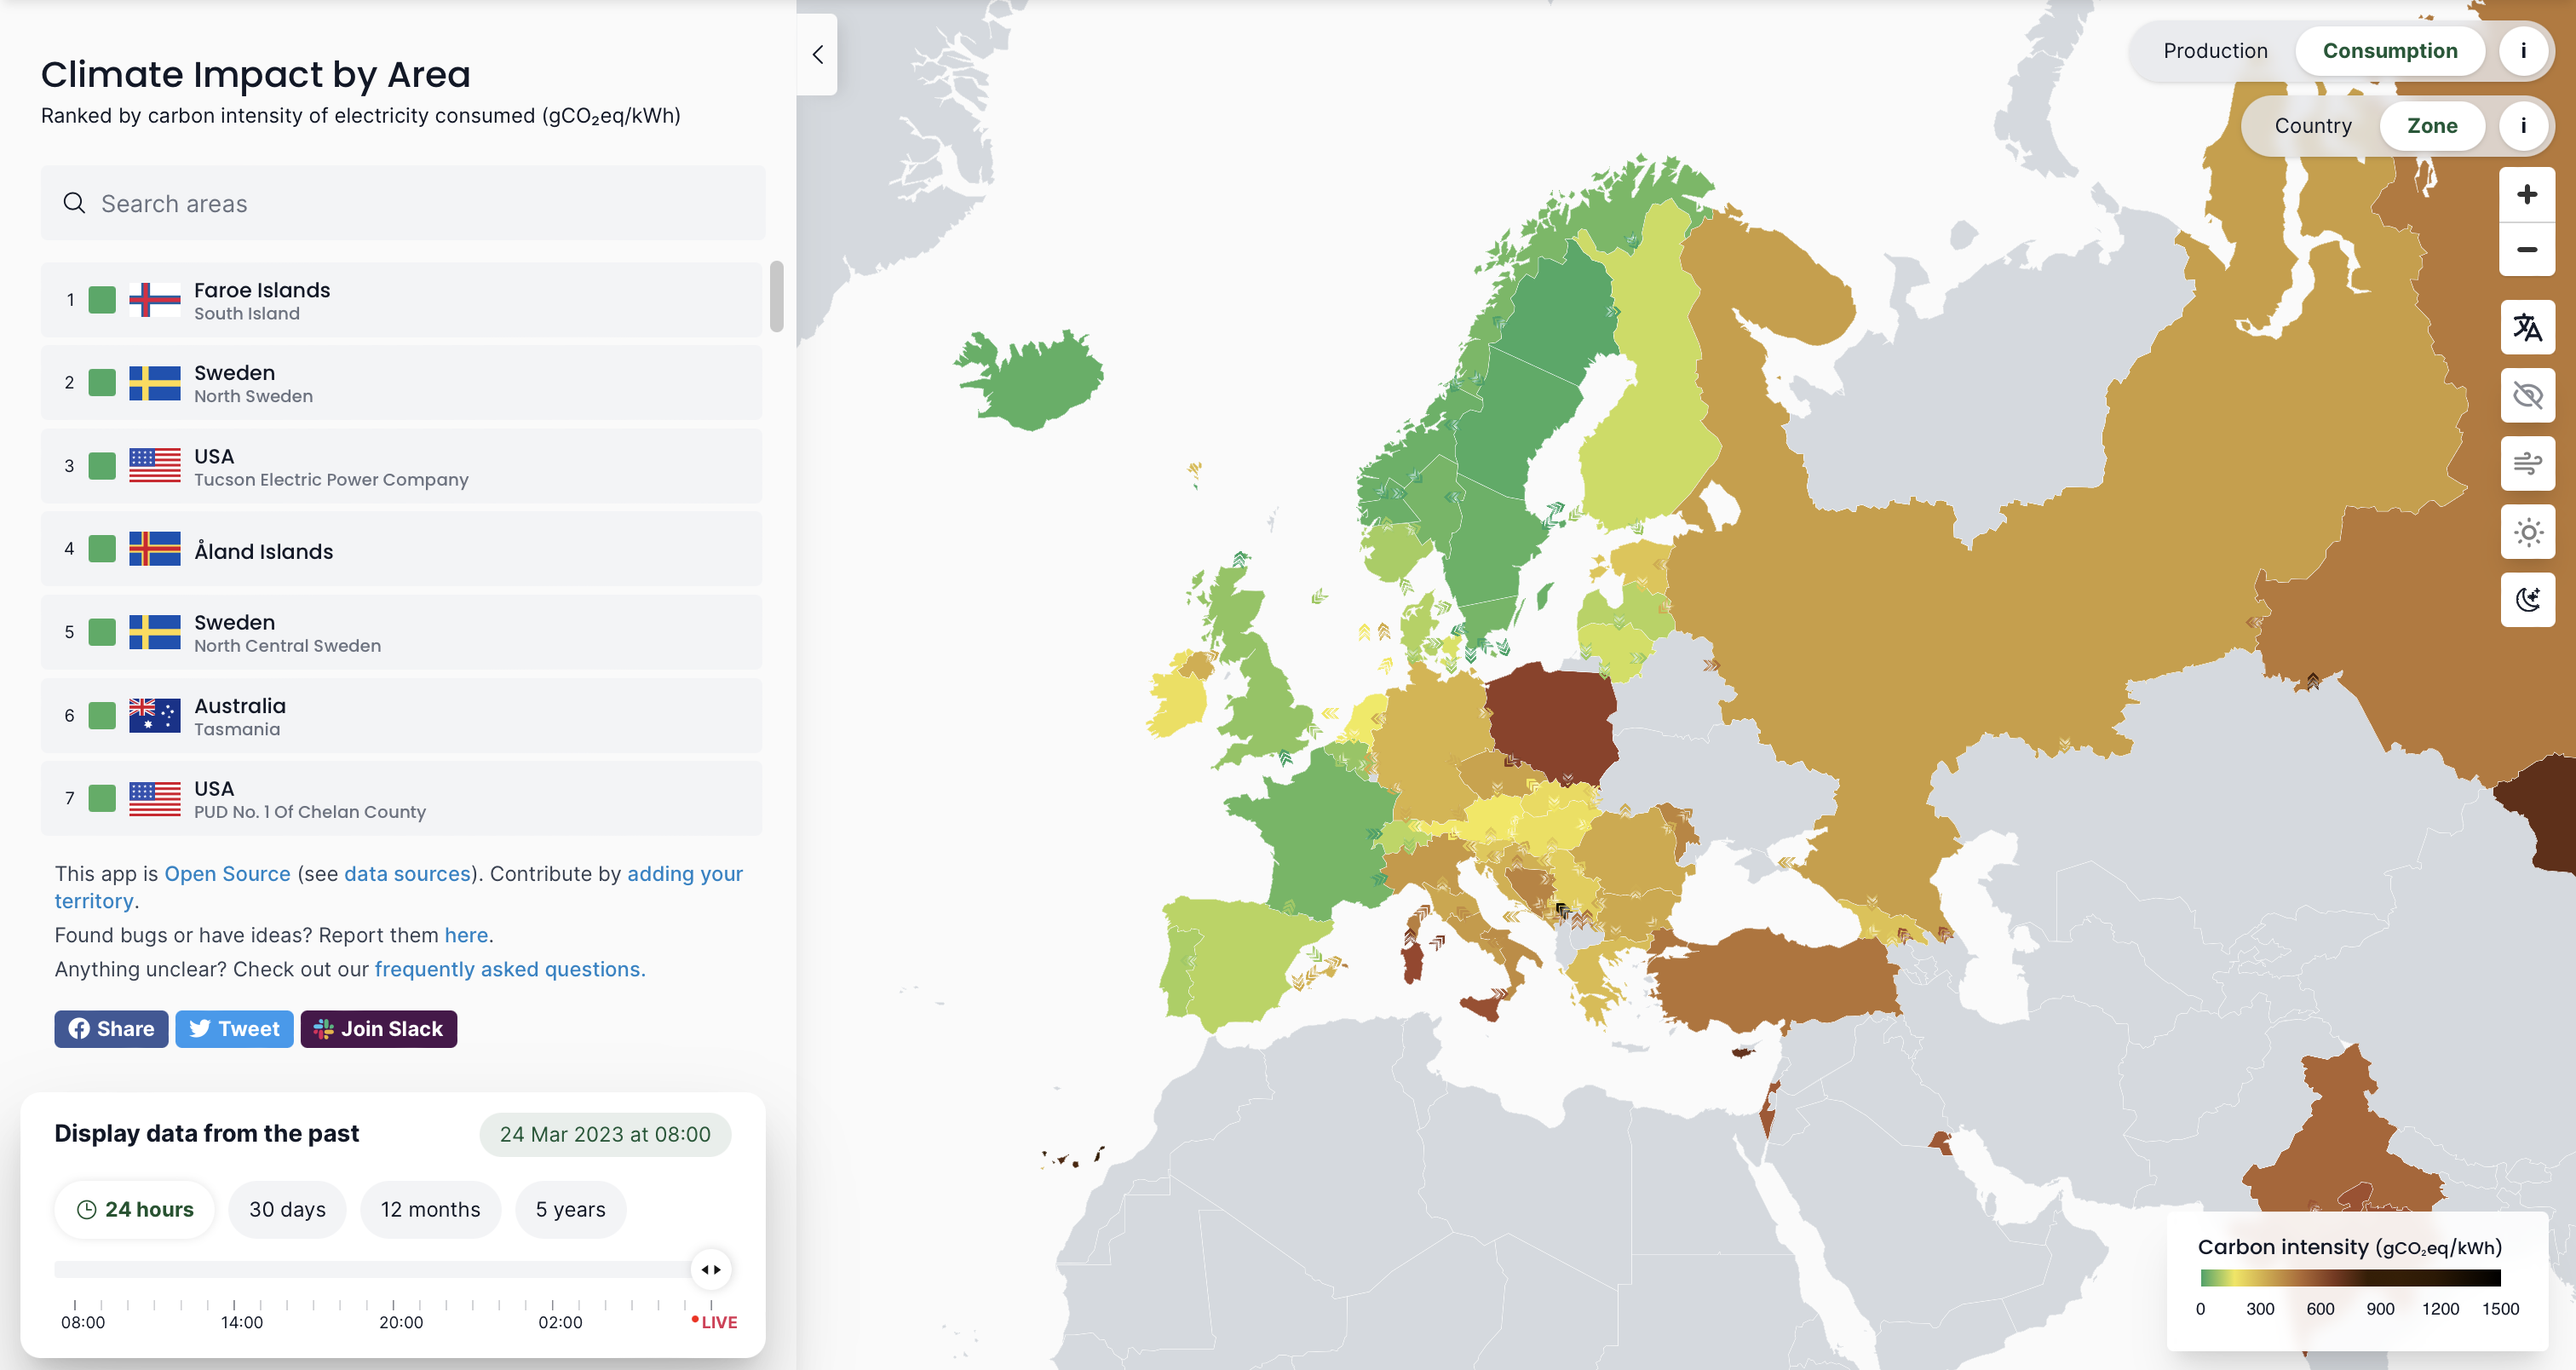 Climate Impact by Area
Ranked by carbon intensity of electricity consumed (gCO₂eq/kWh)
Search areas
1 Faroe Islands
South Island
2 Sweden
North Sweden
3 USA
Tucson Electric Power Company
4 Åland Islands
5 Sweden
North Central Sweden
6 Australia
Tasmania
7 USA
PUD No. 1 Of Chelan County
This app is Open Source (see data sources). Contribute by adding your
territory.
Found bugs or have ideas? Report them here.
Anything unclear? Check out our frequently asked questions.
Share Tweet Join Slack
Display data from the past 24 Mar 2023 at 08:00
24 hours 30 days 12 months 5 years
08:00 14:00 20:00 02:00 LIVE
Production Consumption i
Country Zone i
Carbon intensity (gCO₂eq/kWh)
0 300 600 900 1200 1500